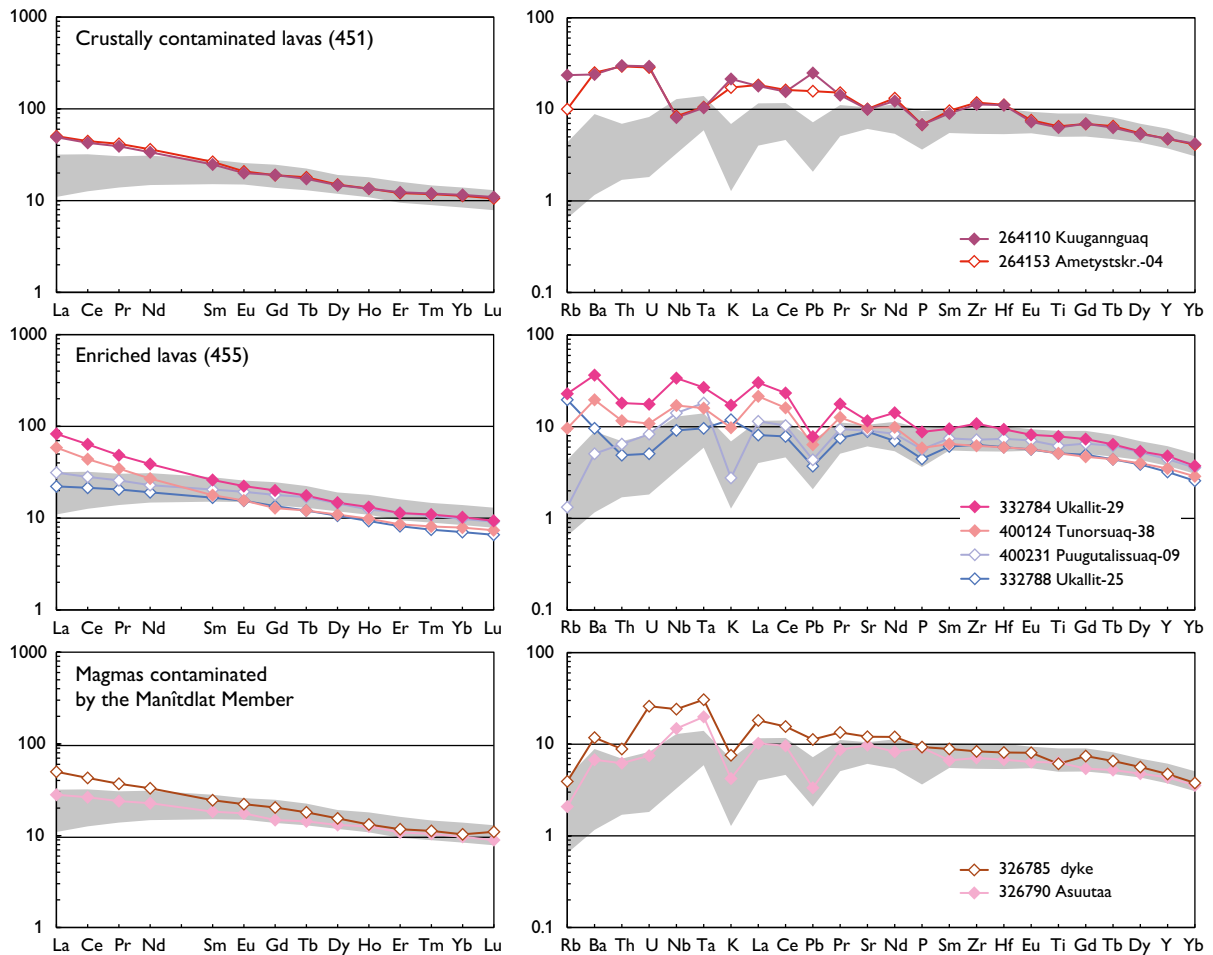 1000
100
10
1
Crustally contaminated lavas (451)
La Ce Pr Nd Sm Eu Gd Tb Dy Ho Er Tm Yb Lu
100
10
1
0.1
264110 Kuugannguaq
264153 Ametystskr.-04
Rb Ba Th U Nb Ta K La Ce Pb Pr Sr Nd P Sm Zr Hf Eu Ti Gd Tb Dy Y Yb
1000
100
10
1
Enriched lavas (455)
La Ce Pr Nd Sm Eu Gd Tb Dy Ho Er Tm Yb Lu
100
10
1
0.1
332784 Ukallit-29
400124 Tunorsuaq-38
400231 Puugutalissuaq-09
332788 Ukallit-25
Rb Ba Th U Nb Ta K La Ce Pb Pr Sr Nd P Sm Zr Hf Eu Ti Gd Tb Dy Y Yb
1000
100
10
1
Magmas contaminated
by the Manîtdlat Member
La Ce Pr Nd Sm Eu Gd Tb Dy Ho Er Tm Yb Lu
100
10
1
0.1
326785 dyke
326790 Asuutaa
Rb Ba Th U Nb Ta K La Ce Pb Pr Sr Nd P Sm Zr Hf Eu Ti Gd Tb Dy Y Yb